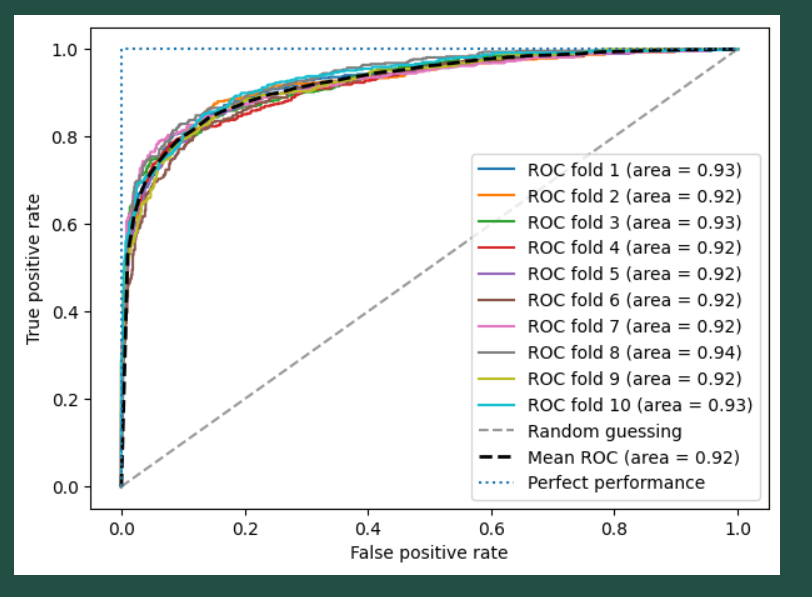 1.0
0.8
0.6
0.4
0.2
0.0
True positive rate
ROC fold 1 (area = 0.93)
ROC fold 2 (area = 0.92)
ROC fold 3 (area = 0.93)
ROC fold 4 (area = 0.92)
ROC fold 5 (area = 0.92)
ROC fold 6 (area = 0.92)
ROC fold 7 (area = 0.92)
ROC fold 8 (area = 0.94)
ROC fold 9 (area = 0.92)
ROC fold 10 (area = 0.93)
Random guessing
Mean ROC (area = 0.92)
Perfect performance
0.0 0.2 0.4 0.6 0.8 1.0
False positive rate